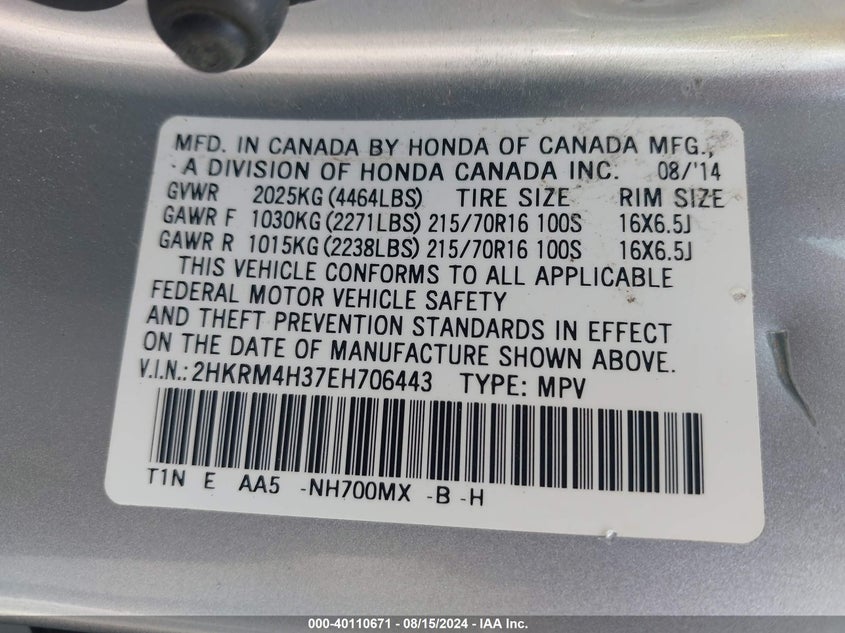 MFD. IN CANADA BY HONDA OF CANADA MFG.,
A DIVISION OF HONDA CANADA INC. 08/'14
GVWR 2025KG (4464LBS) TIRE SIZE RIM SIZE
GAWR F 1030KG (2271LBS) 215/70R16 100S 16X6.5J
GAWR R 1015KG (2238LBS) 215/70R16 100S 16X6.5J
THIS VEHICLE CONFORMS TO ALL APPLICABLE
FEDERAL MOTOR VEHICLE SAFETY
AND THEFT PREVENTION STANDARDS IN EFFECT
ON THE DATE OF MANUFACTURE SHOWN ABOVE.
V.I.N.: 2HKRM4H37EH706443 TYPE: MPV
T1N E AA5 -NH700MX -B -H
000-40110671 - 08/15/2024 - IAA Inc.